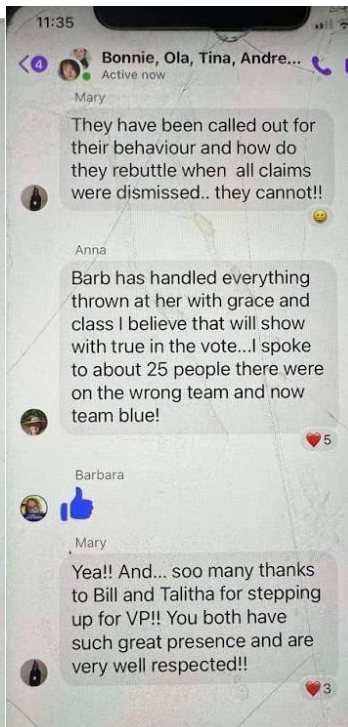 11:35
4
Bonnie, Ola, Tina, Andre...
Active now
Mary
They have been called out for
their behaviour and how do
they rebuttle when all claims
were dismissed.. they cannot!!
Anna
Barb has handled everything
thrown at her with grace and
class I believe that will show
with true in the vote...I spoke
to about 25 people there were
on the wrong team and now
team blue!
5
Barbara
Mary
Yea!! And... soo many thanks
to Bill and Talitha for stepping
up for VP!! You both have
such great presence and are
very well respected!!
3